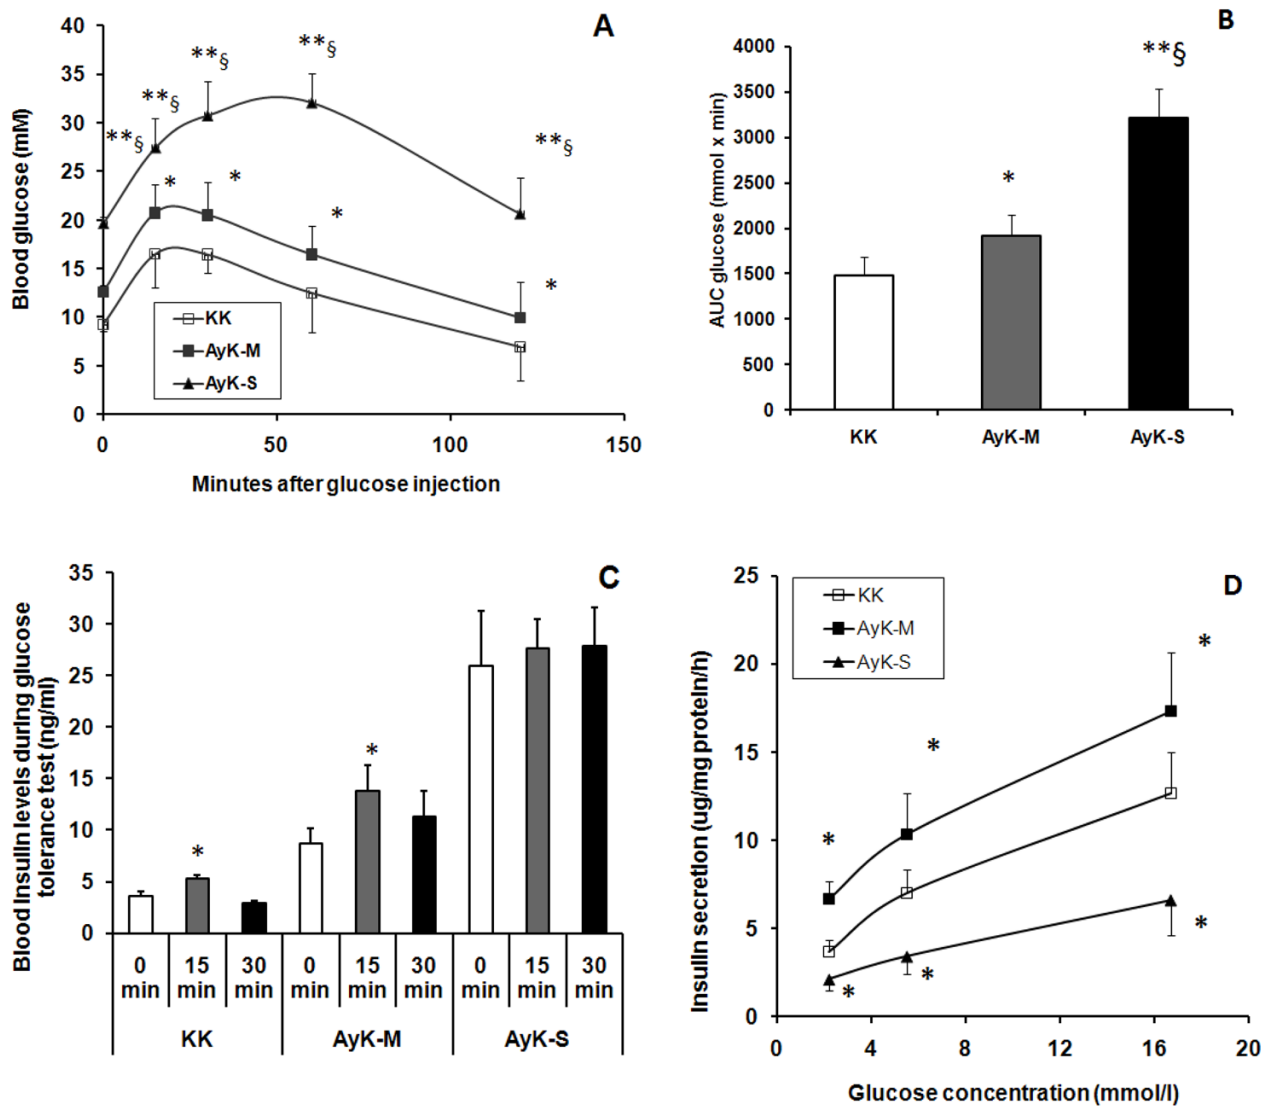 A
Blood glucose (mM)
40
35
30
25
20
15
10
5
0
**§
**§
**§
**§
**§
*
*
*
*
KK
AyK-M
AyK-S
0
50
100
150
Minutes after glucose injection
B
AUC glucose (mmol x min)
4000
3500
3000
2500
2000
1500
1000
500
0
*
**§
KK
AyK-M
AyK-S
C
Blood insulin levels during glucose
tolerance test (ng/ml)
35
30
25
20
15
10
5
0
*
*
0 15 30 0 15 30 0 15 30
min min min min min min min min min
KK AyK-M AyK-S
D
Insulin secretion (ug/mg protein/h)
25
20
15
10
5
0
KK
AyK-M
AyK-S
*
*
*
*
*
*
0 4 8 12 16 20
Glucose concentration (mmol/l)